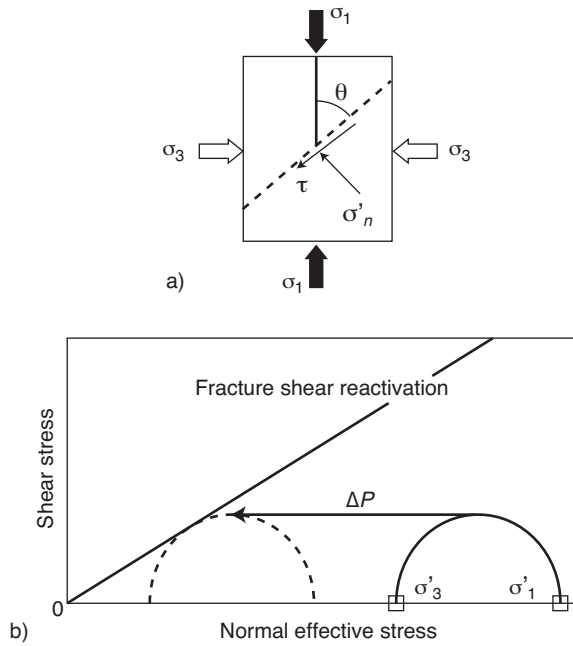 σ1
θ
σ3
σ3
τ
σ'n
σ1
a)
Fracture shear reactivation
Shear stress
ΔP
0
σ'3
σ'1
b)
Normal effective stress